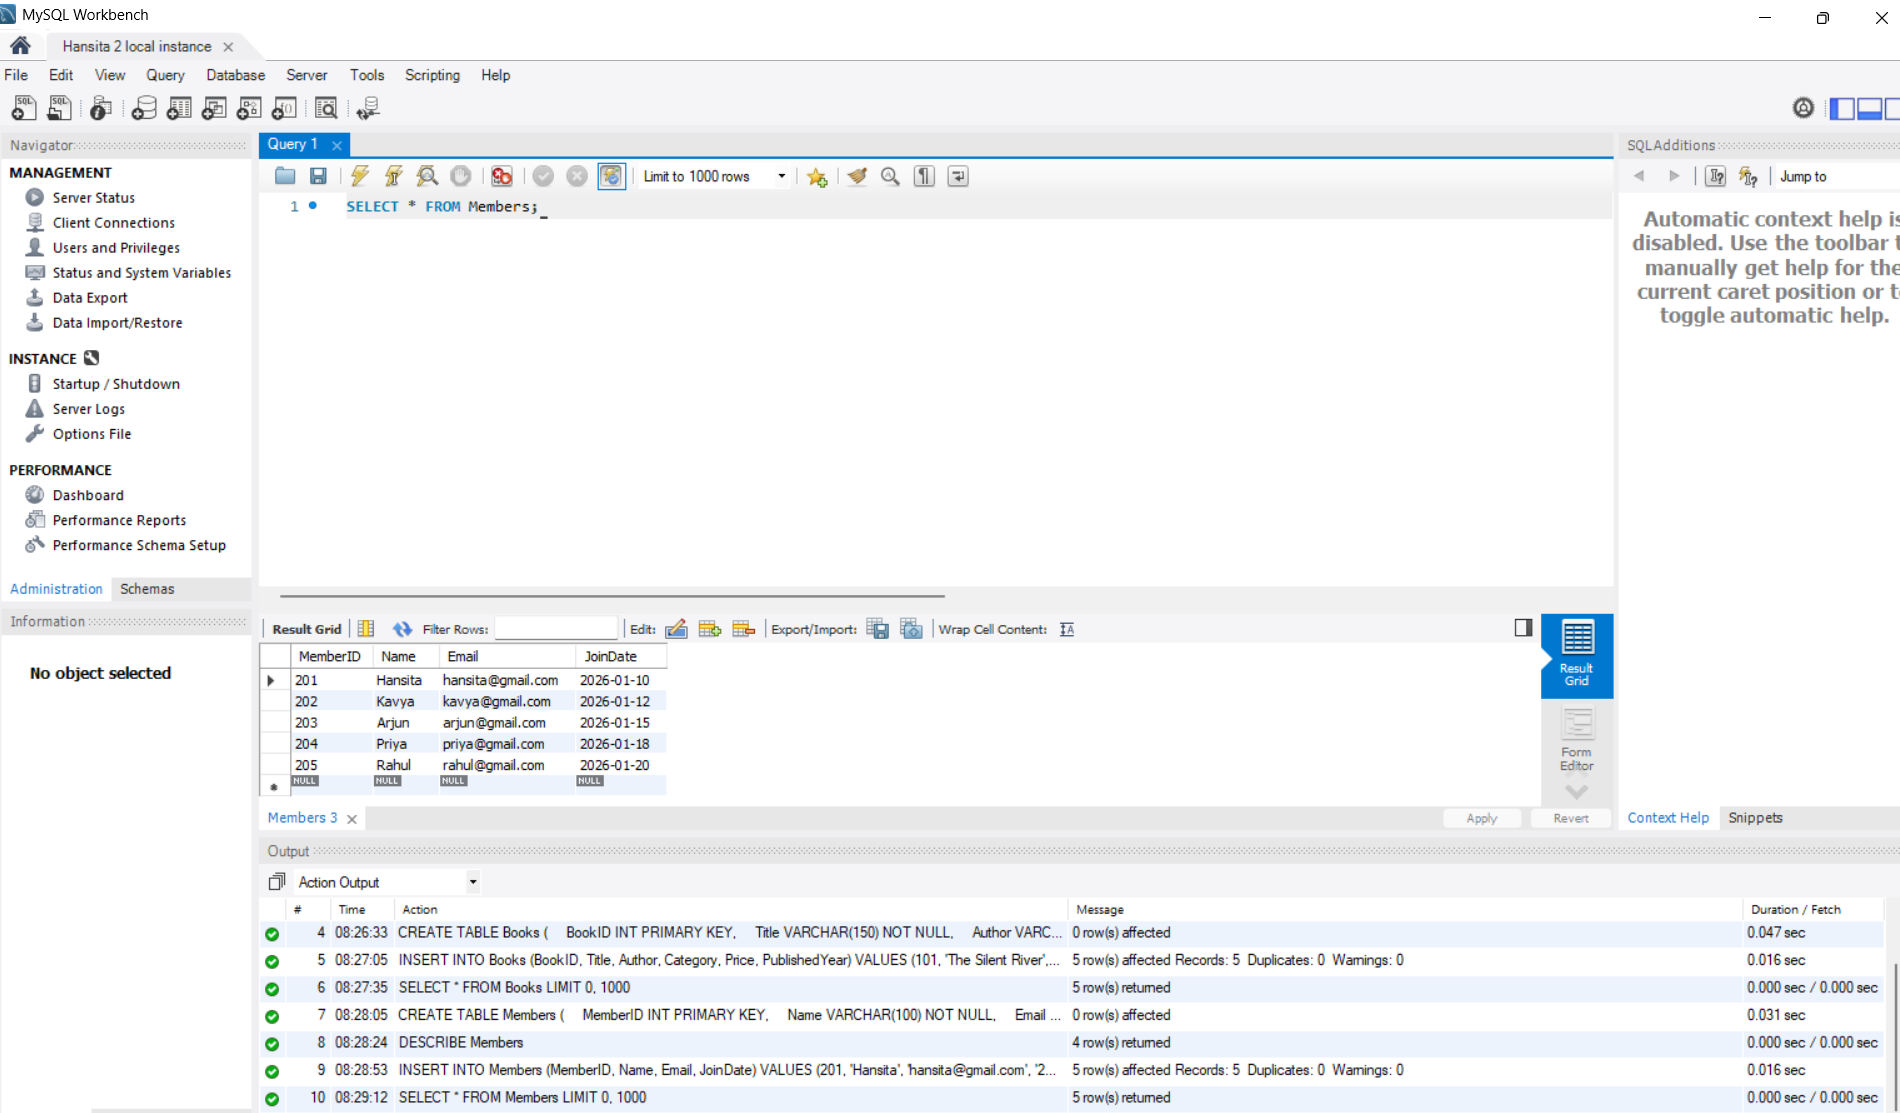 MySQL Workbench
Hansita 2 local instance
File Edit View Query Database Server Tools Scripting Help
Navigator
MANAGEMENT
Server Status
Client Connections
Users and Privileges
Status and System Variables
Data Export
Data Import/Restore
INSTANCE
Startup / Shutdown
Server Logs
Options File
PERFORMANCE
Dashboard
Performance Reports
Performance Schema Setup
Administration Schemas
Information
No object selected
Query 1
Limit to 1000 rows
1 SELECT * FROM Members;
SQLAdditions
Jump to
Automatic context help is
disabled. Use the toolbar t
manually get help for the
current caret position or t
toggle automatic help.
Result Grid Filter Rows: Edit: Export/Import: Wrap Cell Content:
MemberID Name Email JoinDate
201 Hansita hansita@gmail.com 2026-01-10
202 Kavya kavya@gmail.com 2026-01-12
203 Arjun arjun@gmail.com 2026-01-15
204 Priya priya@gmail.com 2026-01-18
205 Rahul rahul@gmail.com 2026-01-20
NULL NULL NULL NULL
Result
Grid
Form
Editor
Members 3 Apply Revert
Context Help Snippets
Output
Action Output
# Time Action Message Duration / Fetch
4 08:26:33 CREATE TABLE Books ( BookID INT PRIMARY KEY, Title VARCHAR(150) NOT NULL, Author VARC... 0 row(s) affected 0.047 sec
5 08:27:05 INSERT INTO Books (BookID, Title, Author, Category, Price, PublishedYear) VALUES (101, 'The Silent River',... 5 row(s) affected Records: 5 Duplicates: 0 Warnings: 0 0.016 sec
6 08:27:35 SELECT * FROM Books LIMIT 0, 1000 5 row(s) returned 0.000 sec / 0.000 sec
7 08:28:05 CREATE TABLE Members ( MemberID INT PRIMARY KEY, Name VARCHAR(100) NOT NULL, Email ... 0 row(s) affected 0.031 sec
8 08:28:24 DESCRIBE Members 4 row(s) returned 0.000 sec / 0.000 sec
9 08:28:53 INSERT INTO Members (MemberID, Name, Email, JoinDate) VALUES (201, 'Hansita', 'hansita@gmail.com', '2... 5 row(s) affected Records: 5 Duplicates: 0 Warnings: 0 0.016 sec
10 08:29:12 SELECT * FROM Members LIMIT 0, 1000 5 row(s) returned 0.000 sec / 0.000 sec